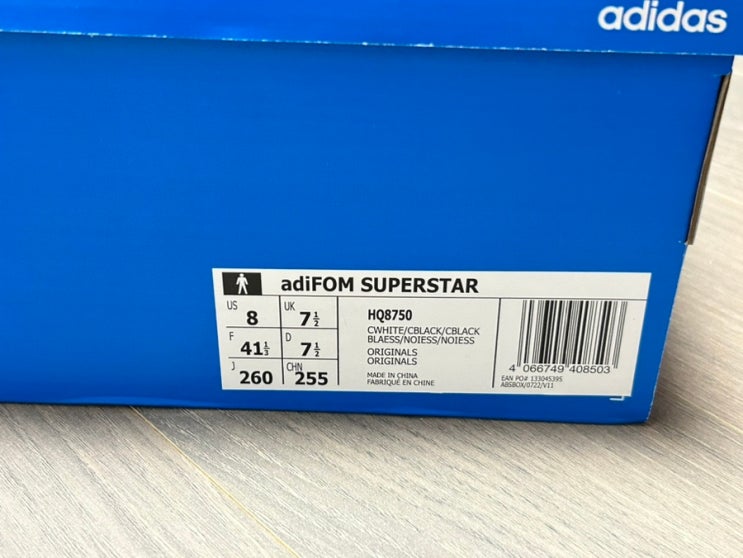 adidas
adiFOM SUPERSTAR
US 8 UK 7½
F 41⅓ D 7½
J 260 CHN 255
HQ8750
CWHITE/CBLACK/CBLACK
BLAESS/NOIESS/NOIESS
ORIGINALS
ORIGINALS
MADE IN CHINA
FABRIQUÉ EN CHINE
4 066749 408503
EAN PO# 133045395
ABSBOX/0722/V11